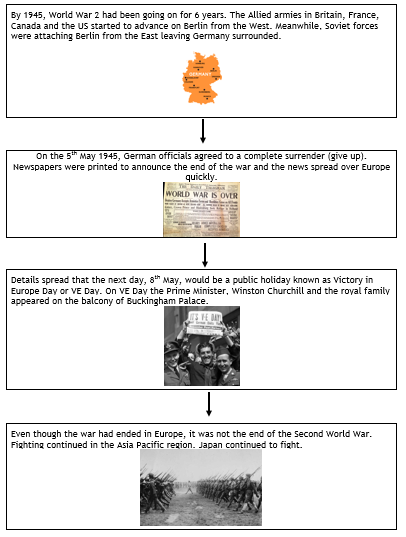 By 1945, World War 2 had been going on for 6 years. The Allied armies in Britain, France,
Canada and the US started to advance on Berlin from the West. Meanwhile, Soviet forces
were attaching Berlin from the East leaving Germany surrounded.
GERMANY
On the 5th May 1945, German officials agreed to a complete surrender (give up).
Newspapers were printed to announce the end of the war and the news spread over Europe
quickly.
WORLD WAR IS OVER
Details spread that the next day, 8th May, would be a public holiday known as Victory in
Europe Day or VE Day. On VE Day the Prime Minister, Winston Churchill and the royal family
appeared on the balcony of Buckingham Palace.
IT'S VE DAY
Even though the war had ended in Europe, it was not the end of the Second World War.
Fighting continued in the Asia Pacific region. Japan continued to fight.